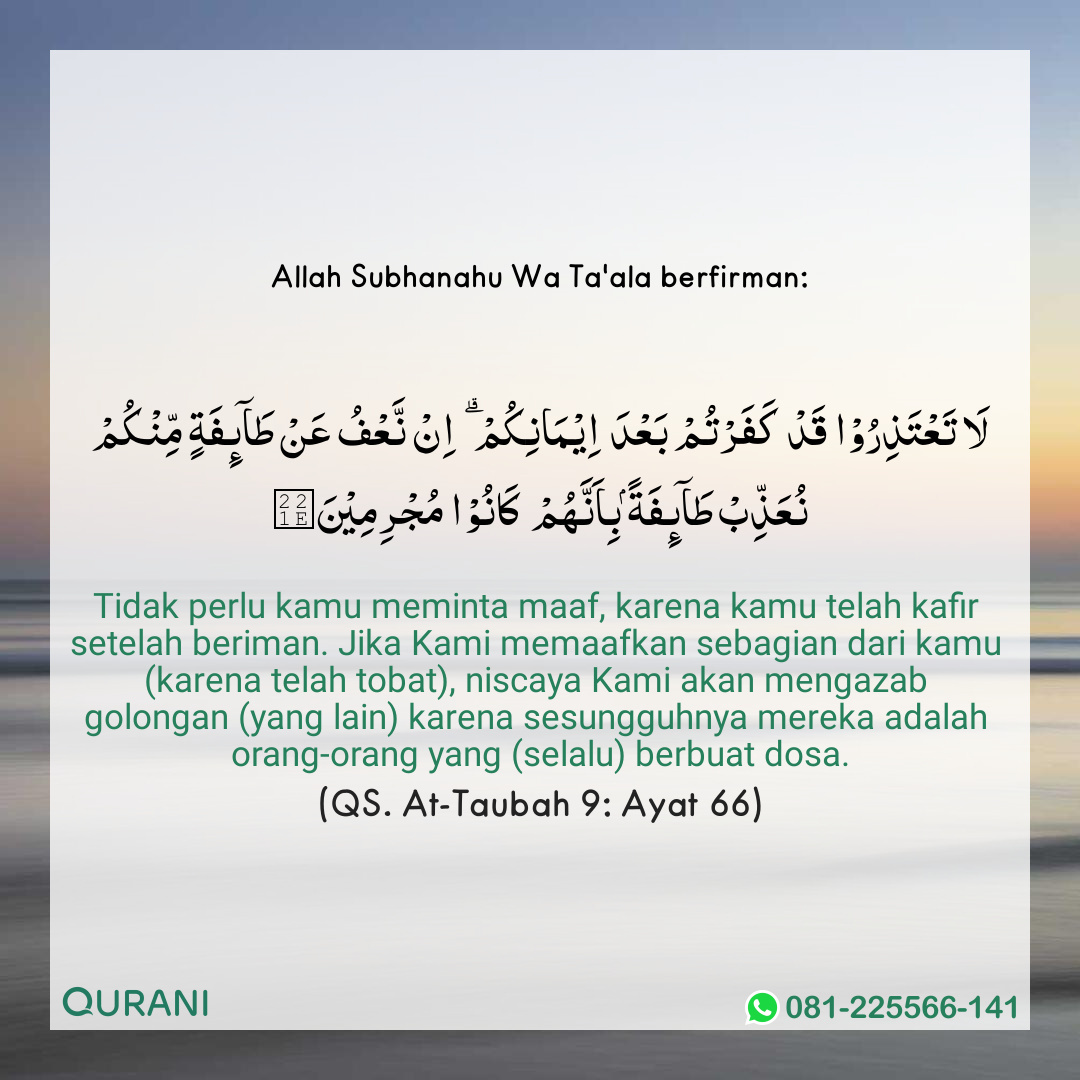 Allah Subhanahu Wa Ta'ala berfirman:
لَا تَعْتَذِرُوْا قَدْ كَفَرْتُمْ بَعْدَ اِيْمَانِكُمْ ۗ اِنْ نَّعْفُ عَنْ طَآىِٕفَةٍ مِّنْكُمْ
نُعَذِّبْ طَآىِٕفَةً ۢ بِاَنَّهُمْ كَانُوْا مُجْرِمِيْنَ∞
Tidak perlu kamu meminta maaf, karena kamu telah kafir
setelah beriman. Jika Kami memaafkan sebagian dari kamu
(karena telah tobat), niscaya Kami akan mengazab
golongan (yang lain) karena sesungguhnya mereka adalah
orang-orang yang (selalu) berbuat dosa.
(QS. At-Taubah 9: Ayat 66)
QURANI
081-225566-141